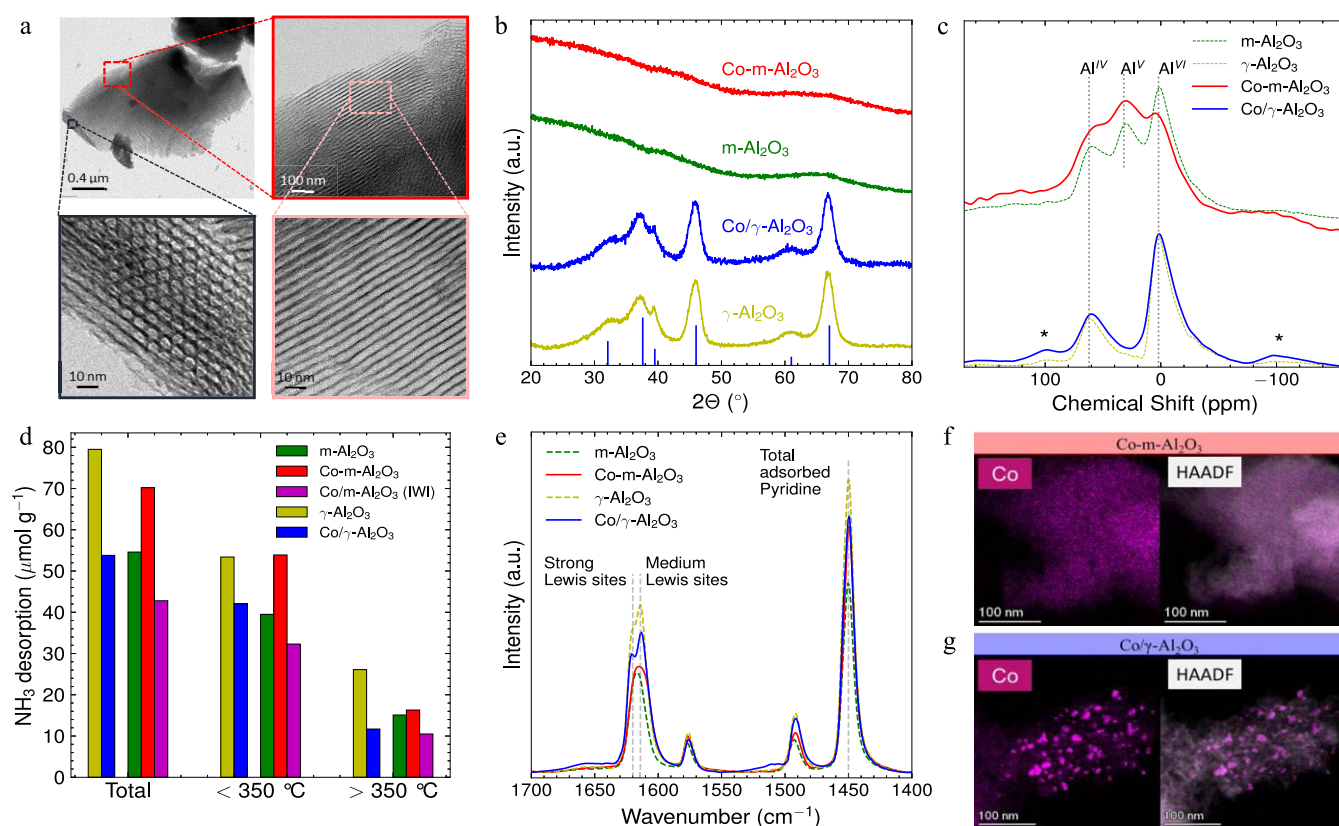 a
0.4 μm
100 nm
10 nm
10 nm
b
Intensity (a.u.)
Co-m-Al₂O₃
m-Al₂O₃
Co/γ-Al₂O₃
γ-Al₂O₃
20 30 40 50 60 70 80
2Θ (°)
c
m-Al₂O₃
γ-Al₂O₃
Co-m-Al₂O₃
Co/γ-Al₂O₃
Al^IV Al^V Al^VI
* *
100 0 −100
Chemical Shift (ppm)
d
NH₃ desorption (μmol g⁻¹)
80
70
60
50
40
30
20
10
0
m-Al₂O₃
Co-m-Al₂O₃
Co/m-Al₂O₃ (IWI)
γ-Al₂O₃
Co/γ-Al₂O₃
Total < 350 °C > 350 °C
e
Intensity (a.u.)
m-Al₂O₃
Co-m-Al₂O₃
γ-Al₂O₃
Co/γ-Al₂O₃
Total
adsorbed
Pyridine
Strong
Lewis sites
Medium
Lewis sites
1700 1650 1600 1550 1500 1450 1400
Wavenumber (cm⁻¹)
f
Co-m-Al₂O₃
Co
HAADF
100 nm
100 nm
g
Co/γ-Al₂O₃
Co
HAADF
100 nm
100 nm